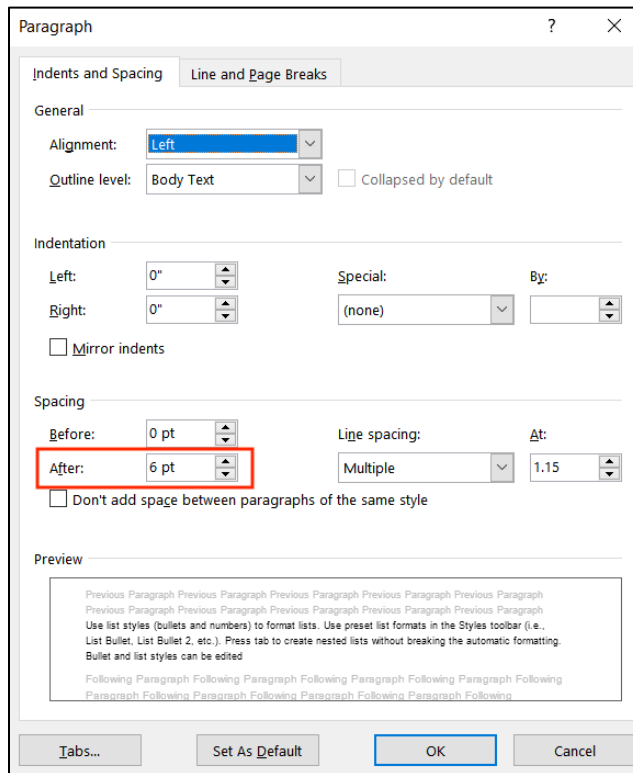 Paragraph ? ×
Indents and Spacing Line and Page Breaks
General
Alignment: Left
Outline level: Body Text Collapsed by default
Indentation
Left: 0" Special: By:
Right: 0" (none)
Mirror indents
Spacing
Before: 0 pt Line spacing: At:
After: 6 pt Multiple 1.15
Don't add space between paragraphs of the same style
Preview
Previous Paragraph Previous Paragraph Previous Paragraph Previous Paragraph Previous Paragraph
Previous Paragraph Previous Paragraph Previous Paragraph Previous Paragraph Previous Paragraph
Use list styles (bullets and numbers) to format lists. Use preset list formats in the Styles toolbar (i.e.,
List Bullet, List Bullet 2, etc.). Press tab to create nested lists without breaking the automatic formatting.
Bullet and list styles can be edited
Following Paragraph Following Paragraph Following Paragraph Following Paragraph Following
Paragraph Following Paragraph Following Paragraph Following Paragraph Following
Tabs... Set As Default OK Cancel